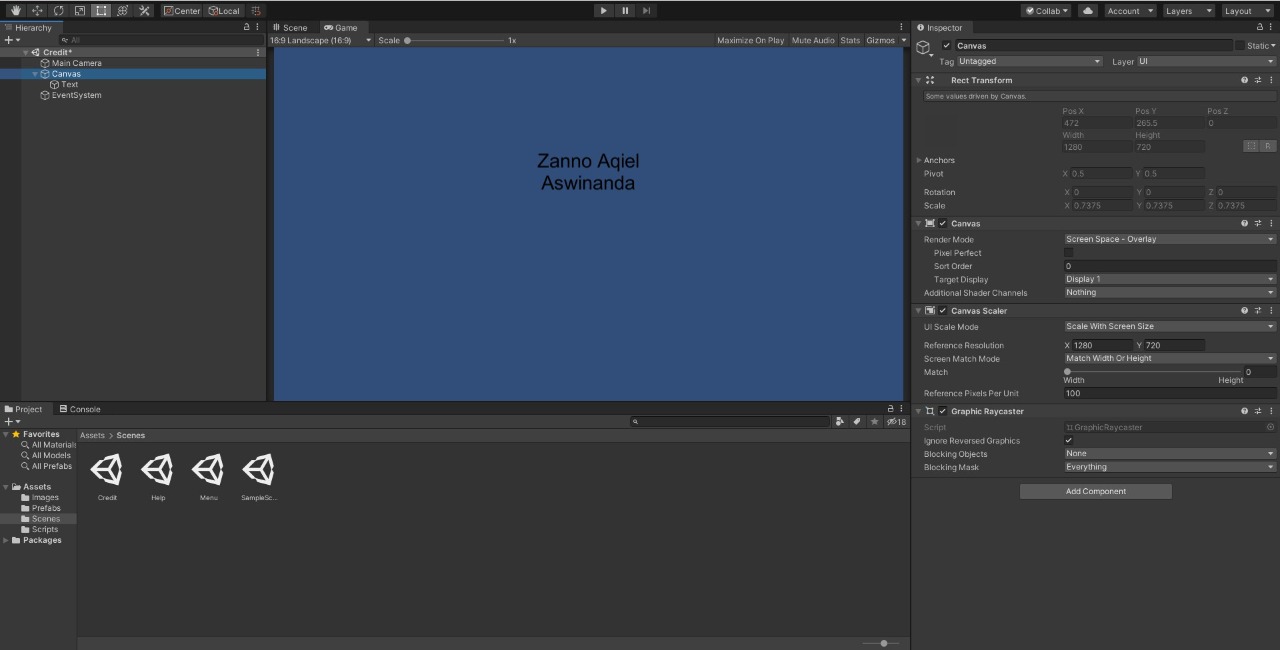 Center Local Collab Account Layers Layout
Hierarchy
All
Credit*
Main Camera
Canvas
Text
EventSystem
Scene Game
16:9 Landscape (16:9) Scale 1x Maximize On Play Mute Audio Stats Gizmos
Zanno Aqiel
Aswinanda
Inspector
Canvas Static
Tag Untagged Layer UI
Rect Transform
Some values driven by Canvas.
Pos X Pos Y Pos Z
472 265.5 0
Width Height
1280 720 R
Anchors
Pivot X 0.5 Y 0.5
Rotation X 0 Y 0 Z 0
Scale X 0.7375 Y 0.7375 Z 0.7375
Canvas
Render Mode Screen Space - Overlay
Pixel Perfect
Sort Order 0
Target Display Display 1
Additional Shader Channels Nothing
Canvas Scaler
UI Scale Mode Scale With Screen Size
Reference Resolution X 1280 Y 720
Screen Match Mode Match Width Or Height
Match 0
Width Height
Reference Pixels Per Unit 100
Graphic Raycaster
Script GraphicRaycaster
Ignore Reversed Graphics
Blocking Objects None
Blocking Mask Everything
Add Component
Project Console
18
Favorites
All Materials
All Models
All Prefabs
Assets
Images
Prefabs
Scenes
Scripts
Packages
Assets > Scenes
Credit Help Menu SampleSc...